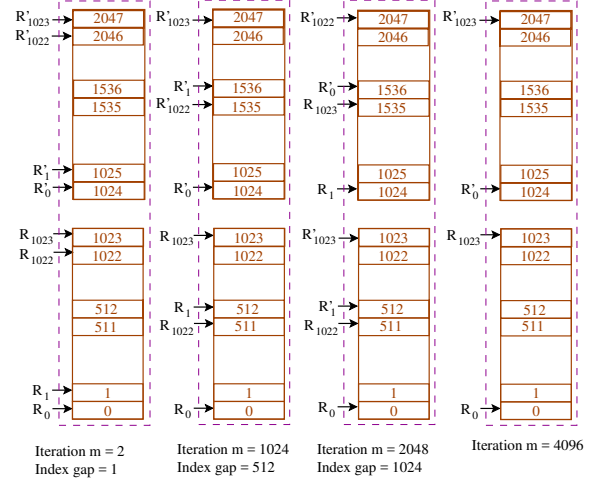 R'1023 2047
R'1022 2046
1536
1535
R'1 1025
R'0 1024
R1023 1023
R1022 1022
512
511
R1 1
R0 0
Iteration m = 2
Index gap = 1
R'1023 2047
2046
R'1 1536
R'1022 1535
1025
R'0 1024
R1023 1023
1022
R1 512
R1022 511
1
R0 0
Iteration m = 1024
Index gap = 512
R'1022 2047
2046
R'0 1536
R1023 1535
1025
R1 1024
R'1023 1023
1022
R'1 512
R1022 511
1
R0 0
Iteration m = 2048
Index gap = 1024
R'1023 2047
2046
1536
1535
1025
R'0 1024
R1023 1023
1022
512
511
1
R0 0
Iteration m = 4096